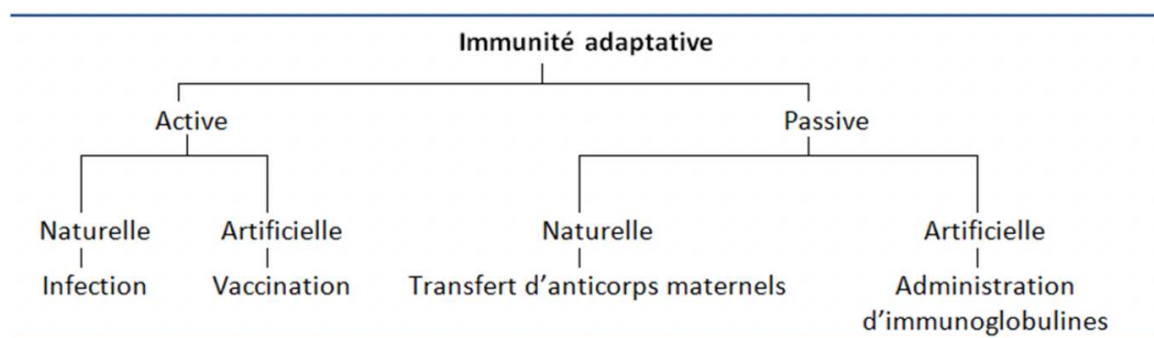 Immunité adaptative
Active Passive
Naturelle Artificielle Naturelle Artificielle
Infection Vaccination Transfert d'anticorps maternels Administration
d'immunoglobulines